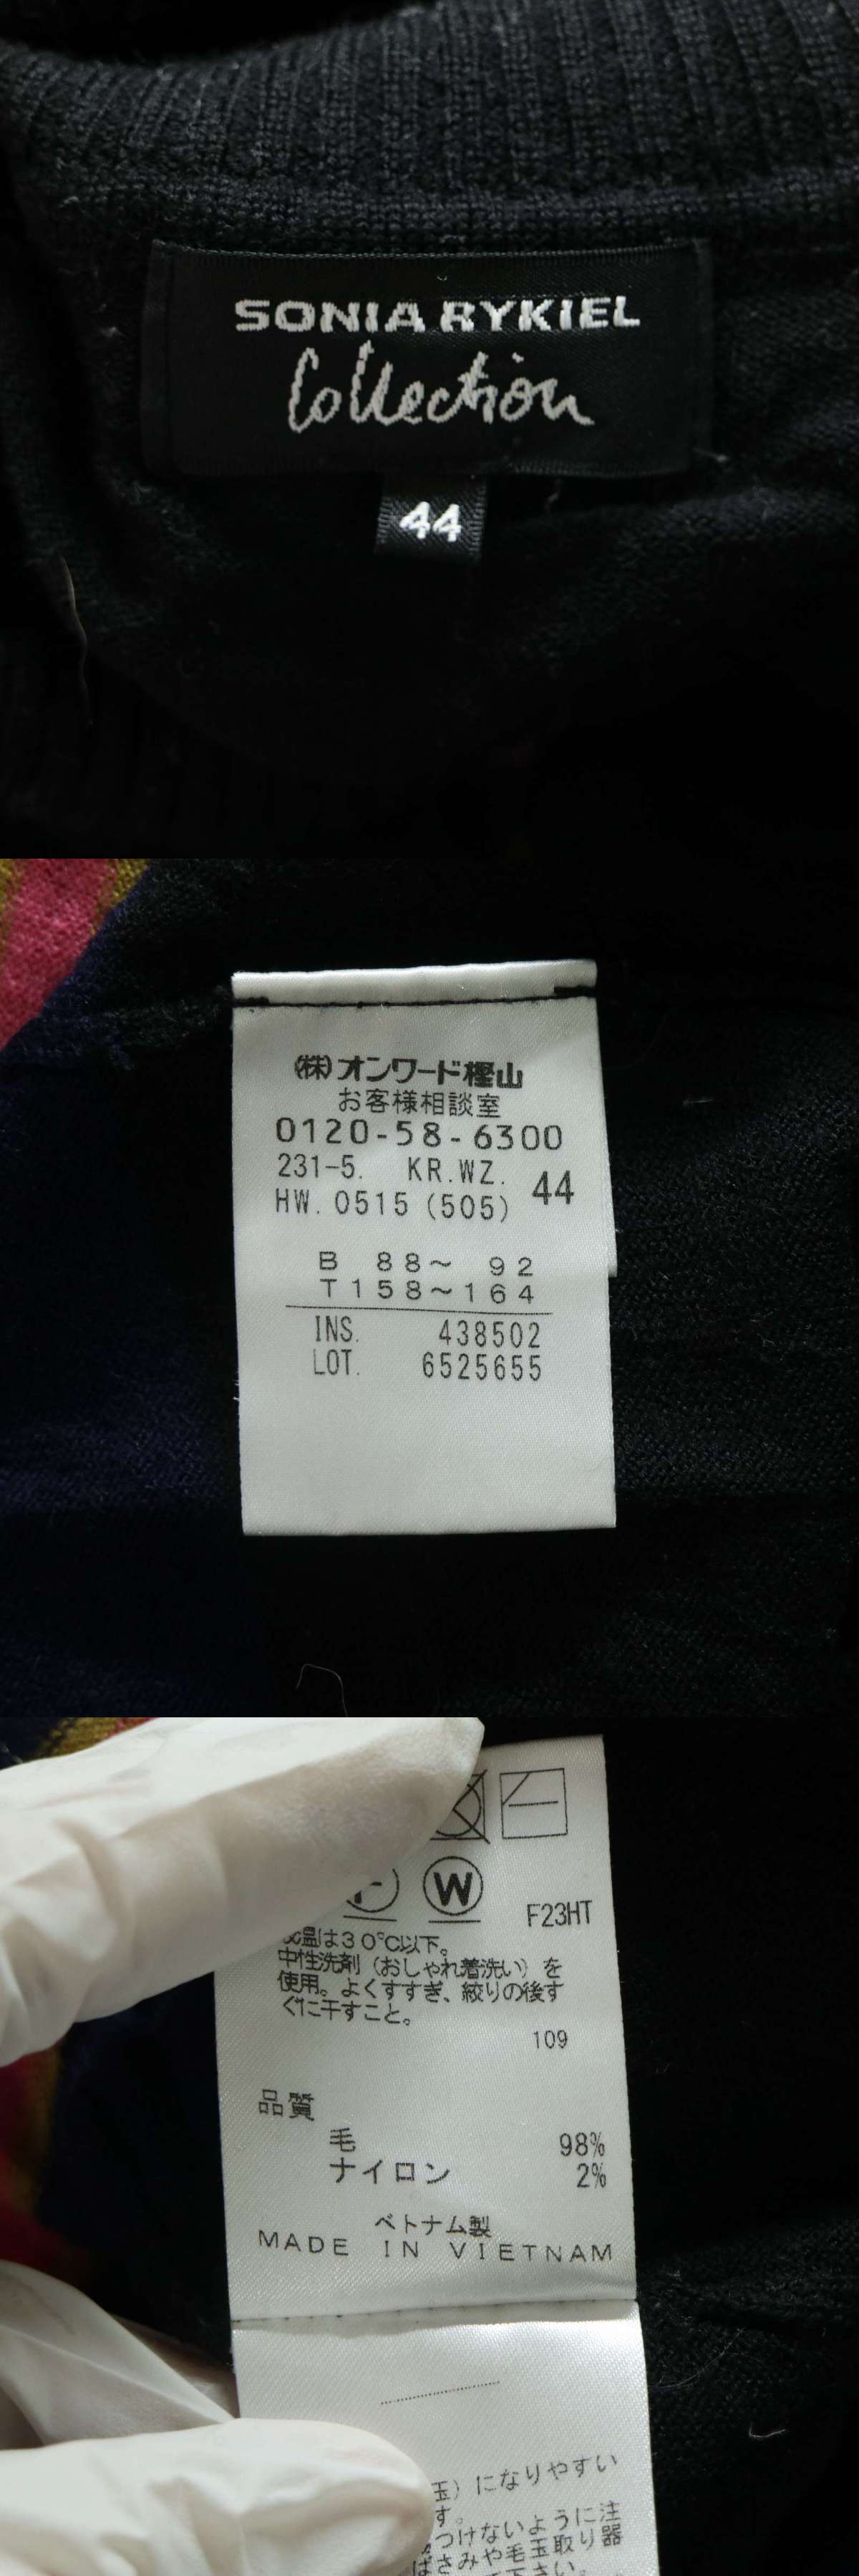 SONIA RYKIEL
Collection
44
㈱オンワード樫山
お客様相談室
0120-58-6300
231-5. KR.WZ. 44
HW. 0515 (505)
B 88～ 92
T158～164
INS. 438502
LOT. 6525655
W
F23HT
温は30℃以下。
中性洗剤（おしゃれ着洗い）を
使用。よくすすぎ、絞りの後す
ぐに干すこと。
109
品質
毛 98%
ナイロン 2%
ベトナム製
MADE IN VIETNAM
玉）になりやすい
す。
つけないように注
ばさみや毛玉取り器
下さい。